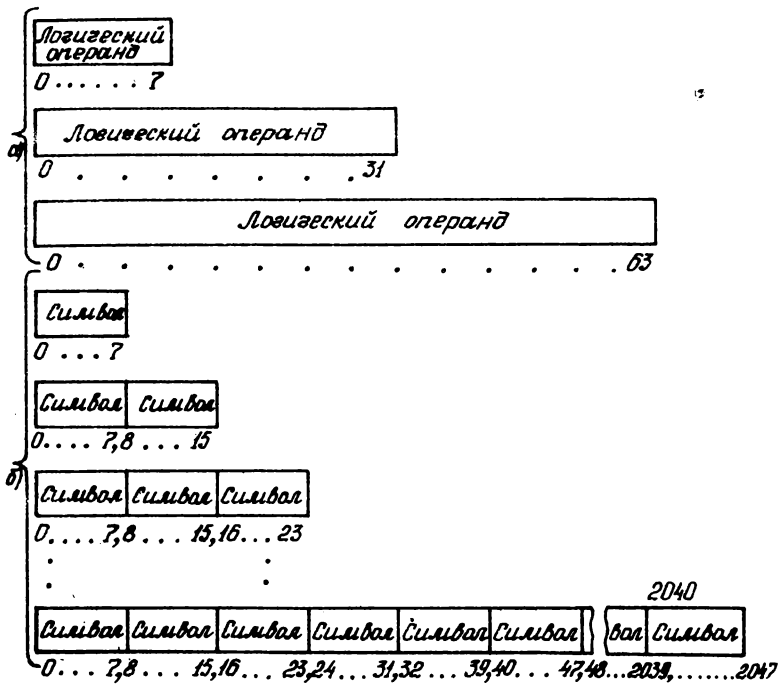 Логический
операнд
0 . . . . . . 7
а)
Логический операнд
0 . . . . . . . 31
Логический операнд
0 . . . . . . . . . . . . . 63
Символ
0 . . . 7
Символ Символ
0 . . . . 7,8 . . . 15
б)
Символ Символ Символ
0 . . . . 7,8 . . . 15,16 . . . 23
2040
Символ Символ Символ Символ Символ Символ вол Символ
0 . . . 7,8 . . . 15,16 . . . 23,24 . . . 31,32 . . . 39,40 . . . 47,48...2039,........2047